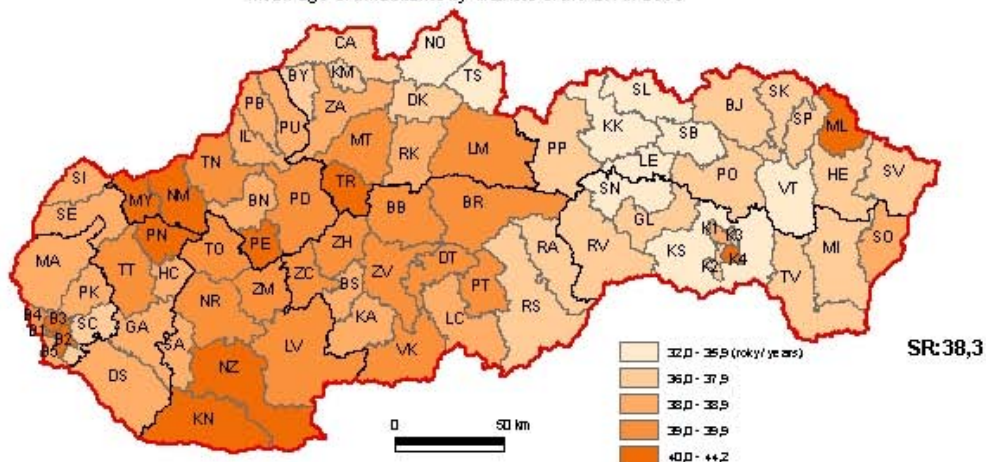 CA
NO
BY
KM
TS
PB
ZA
DK
SL
BJ
SK
PU
IL
KK
SP
ML
MT
SB
TN
RK
LM
PP
LE
PO
HE
SV
SI
TR
SN
VT
MY
NM
BN
PD
BB
BR
GL
SE
PN
PE
ZH
RA
RV
KS
K1
K3
MI
SO
MA
TT
TO
DT
K2
K4
HC
ZC
ZV
TV
PK
NR
ZM
BS
PT
RS
B4
B3
SC
GA
SA
KA
LC
B1
B2
LV
VK
B5
DS
NZ
KN
0
50 km
32,0 - 35,9 (roky/ years)
36,0 - 37,9
38,0 - 38,9
39,0 - 39,9
40,0 - 44,2
SR:38,3